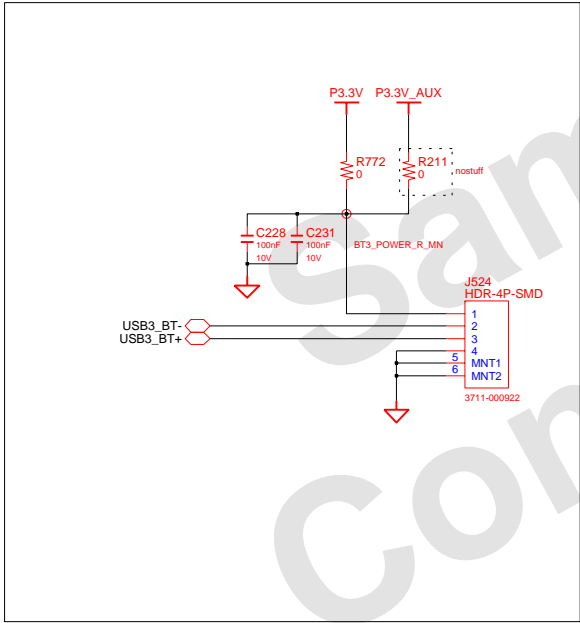 P3.3V P3.3V_AUX
R772
0
R211
0
nostuff
C228
100nF
10V
C231
100nF
10V
BT3_POWER_R_MN
J524
HDR-4P-SMD
USB3_BT-
USB3_BT+
1
2
3
4
5 MNT1
6 MNT2
3711-000922
Sam
Con